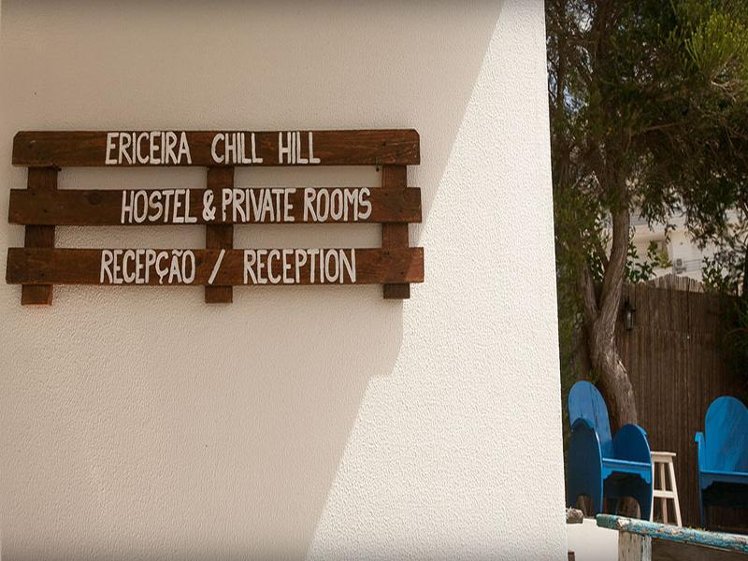 ERICEIRA CHILL HILL
HOSTEL & PRIVATE ROOMS
RECEPÇÃO / RECEPTION